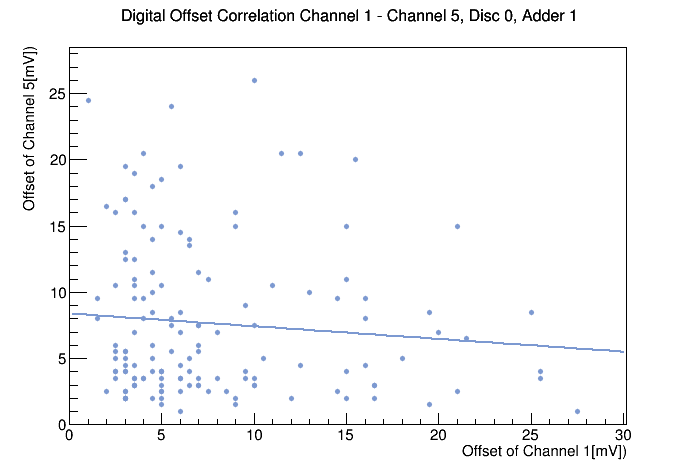 Digital Offset Correlation Channel 1 - Channel 5, Disc 0, Adder 1
Offset of Channel 5[mV])
25
20
15
10
5
0
0 5 10 15 20 25 30
Offset of Channel 1[mV])